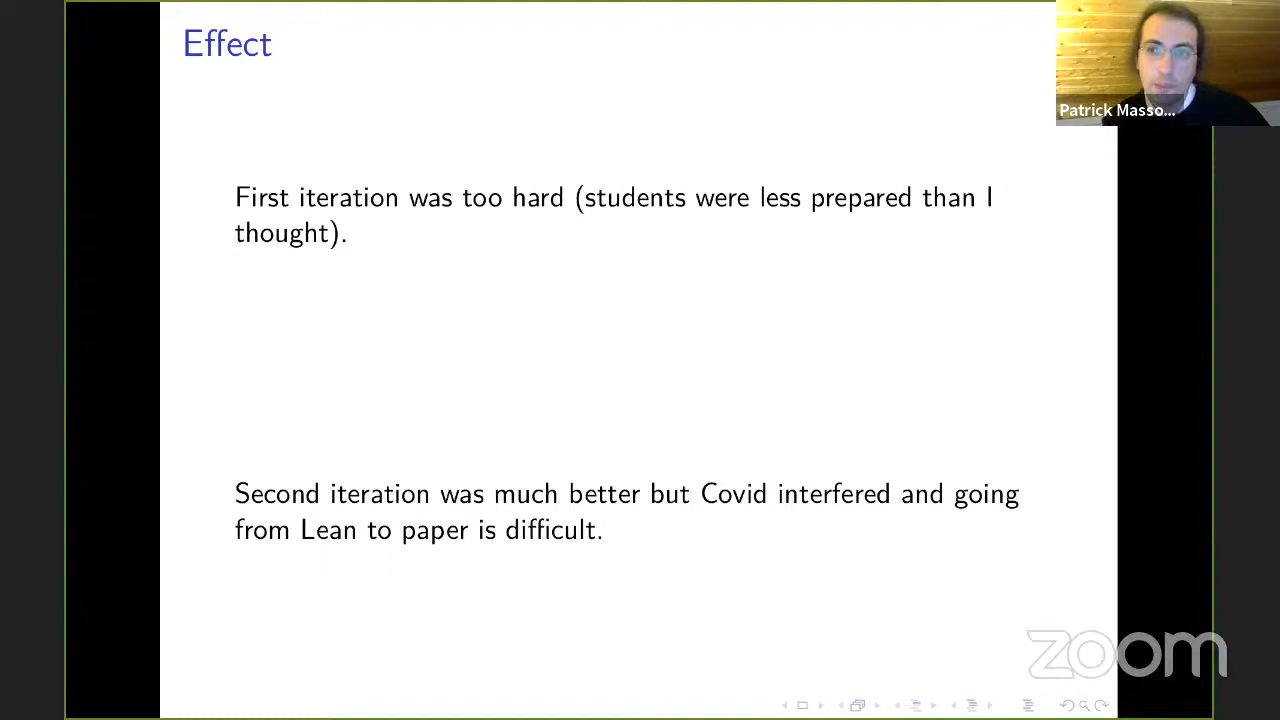 Effect
Patrick Masso...
First iteration was too hard (students were less prepared than I
thought).
Second iteration was much better but Covid interfered and going
from Lean to paper is difficult.
zoom